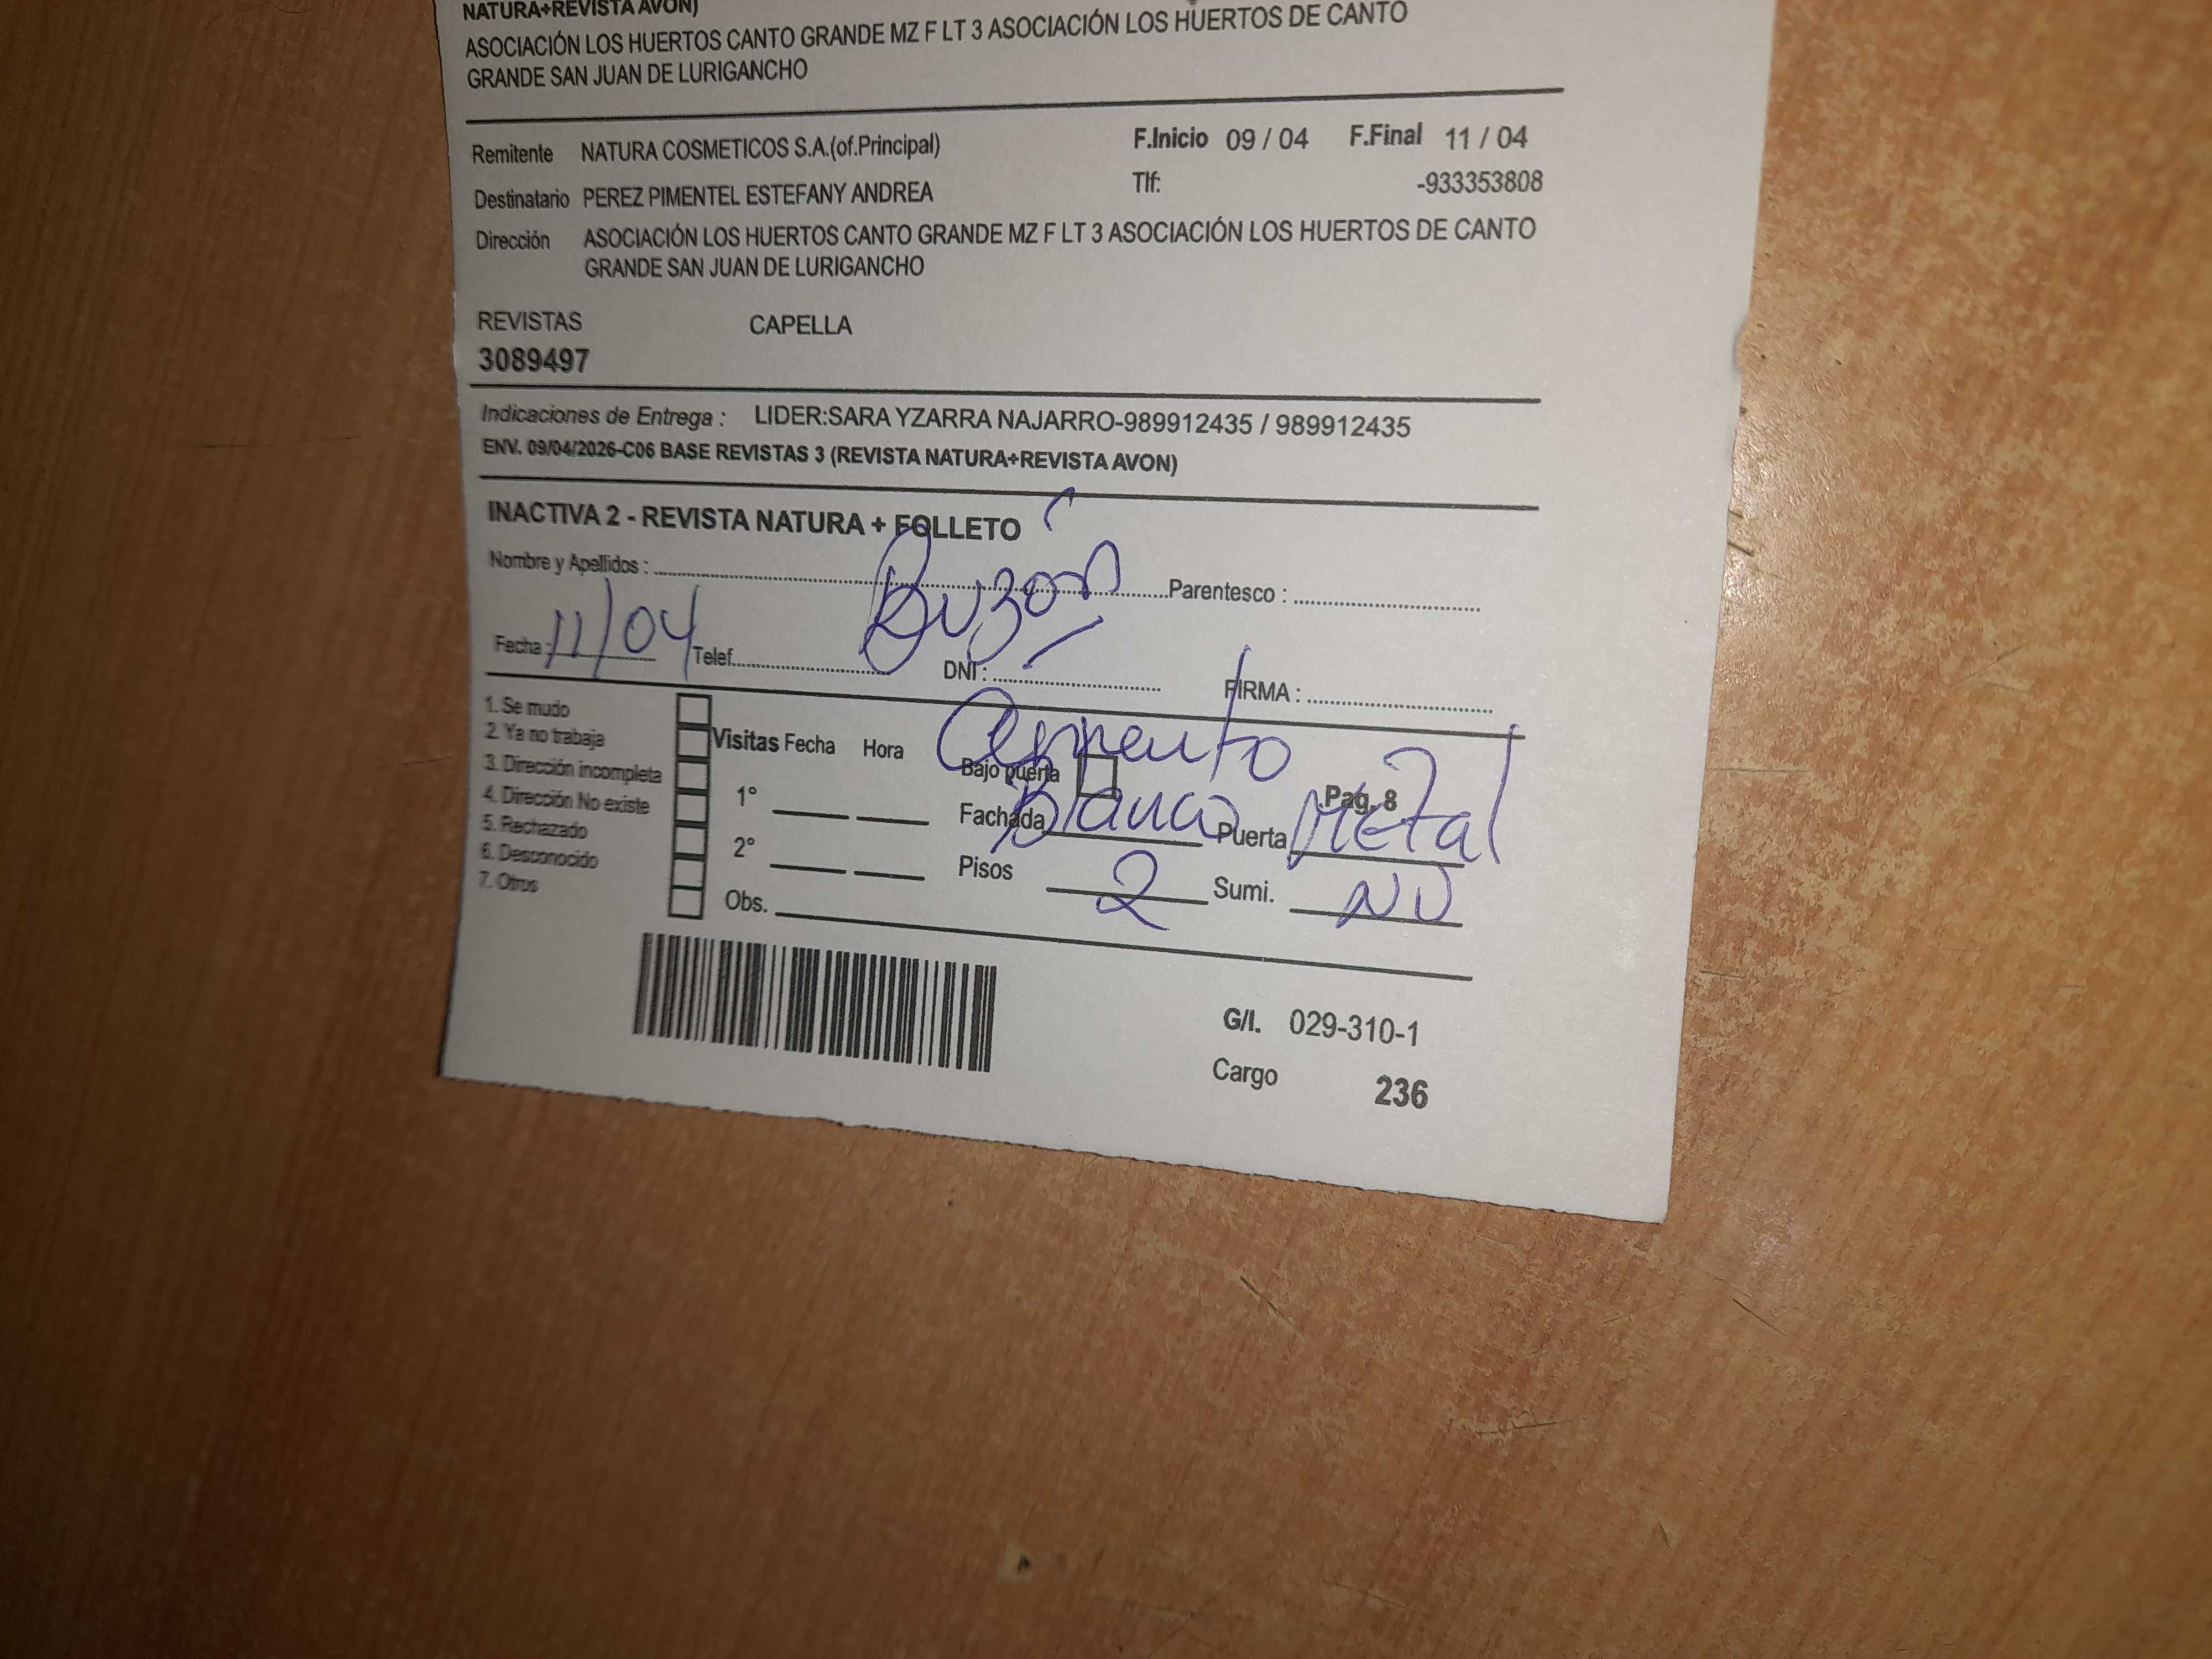 NATURA+REVISTA AVON)
ASOCIACIÓN LOS HUERTOS CANTO GRANDE MZ F LT 3 ASOCIACIÓN LOS HUERTOS DE CANTO
GRANDE SAN JUAN DE LURIGANCHO
Remitente NATURA COSMETICOS S.A.(of.Principal) F.Inicio 09 / 04 F.Final 11 / 04
Destinatario PEREZ PIMENTEL ESTEFANY ANDREA Tlf: -933353808
Dirección ASOCIACIÓN LOS HUERTOS CANTO GRANDE MZ F LT 3 ASOCIACIÓN LOS HUERTOS DE CANTO
GRANDE SAN JUAN DE LURIGANCHO
REVISTAS CAPELLA
3089497
Indicaciones de Entrega : LIDER:SARA YZARRA NAJARRO-989912435 / 989912435
ENV. 09/04/2026-C06 BASE REVISTAS 3 (REVISTA NATURA+REVISTA AVON)
INACTIVA 2 - REVISTA NATURA + FOLLETO
Nombre y Apellidos : Buzón Parentesco :
Fecha : 11/04 Telef. DNI : FIRMA :
1. Se mudo
2. Ya no trabaja
3. Dirección incompleta
4. Dirección No existe
5. Rechazado
6. Desconocido
7. Otros
Visitas Fecha Hora
1°
2°
Obs.
Cemento
Bajo puerta Pag. 8
Fachada Blanco Puerta Metal
Pisos 2 Sumi. NO
G/I. 029-310-1
Cargo 236